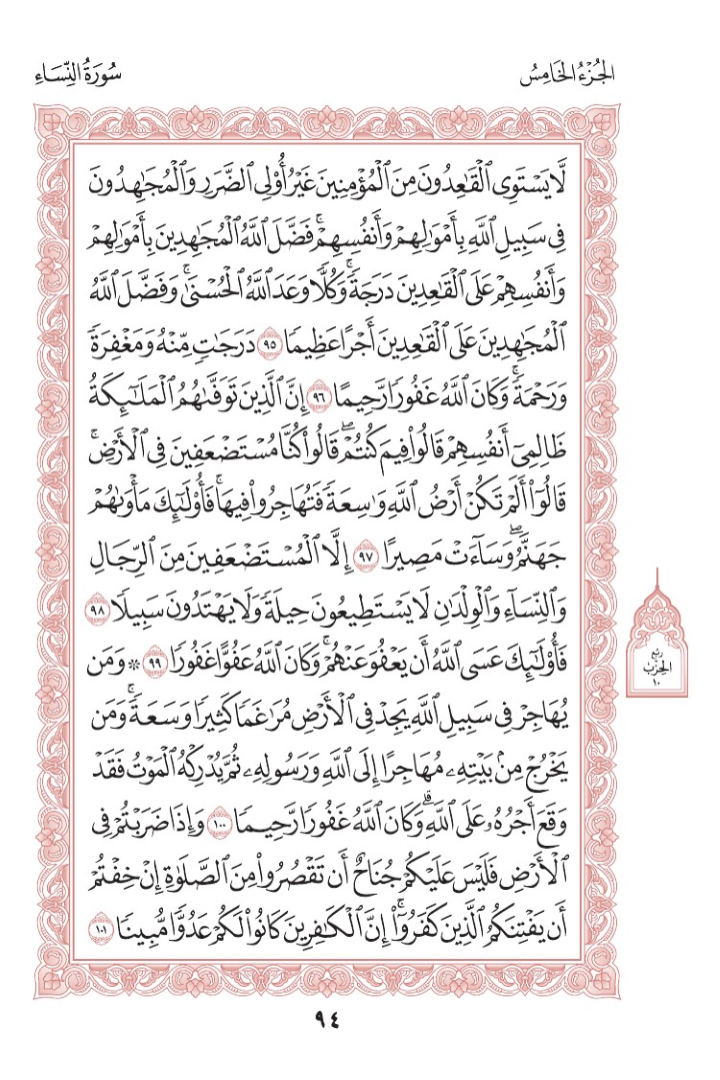 الجُزْءُ الخَامِسُ
سُورَةُ النِّسَاءِ
لَّا يَسْتَوِى ٱلْقَٰعِدُونَ مِنَ ٱلْمُؤْمِنِينَ غَيْرُ أُو۟لِى ٱلضَّرَرِ وَٱلْمُجَٰهِدُونَ
فِى سَبِيلِ ٱللَّهِ بِأَمْوَٰلِهِمْ وَأَنفُسِهِمْ ۚ فَضَّلَ ٱللَّهُ ٱلْمُجَٰهِدِينَ بِأَمْوَٰلِهِمْ
وَأَنفُسِهِمْ عَلَى ٱلْقَٰعِدِينَ دَرَجَةً ۚ وَكُلًّا وَعَدَ ٱللَّهُ ٱلْحُسْنَىٰ ۚ وَفَضَّلَ ٱللَّهُ
ٱلْمُجَٰهِدِينَ عَلَى ٱلْقَٰعِدِينَ أَجْرًا عَظِيمًا ٩٥ دَرَجَٰتٍ مِّنْهُ وَمَغْفِرَةً
وَرَحْمَةً ۚ وَكَانَ ٱللَّهُ غَفُورًا رَّحِيمًا ٩٦ إِنَّ ٱلَّذِينَ تَوَفَّىٰهُمُ ٱلْمَلَٰٓئِكَةُ
ظَالِمِىٓ أَنفُسِهِمْ قَالُوا۟ فِيمَ كُنتُمْ ۖ قَالُوا۟ كُنَّا مُسْتَضْعَفِينَ فِى ٱلْأَرْضِ ۚ
قَالُوٓا۟ أَلَمْ تَكُنْ أَرْضُ ٱللَّهِ وَٰسِعَةً فَتُهَاجِرُوا۟ فِيهَا ۚ فَأُو۟لَٰٓئِكَ مَأْوَىٰهُمْ
جَهَنَّمُ ۖ وَسَآءَتْ مَصِيرًا ٩٧ إِلَّا ٱلْمُسْتَضْعَفِينَ مِنَ ٱلرِّجَالِ
وَٱلنِّسَآءِ وَٱلْوِلْدَٰنِ لَا يَسْتَطِيعُونَ حِيلَةً وَلَا يَهْتَدُونَ سَبِيلًا ٩٨
فَأُو۟لَٰٓئِكَ عَسَى ٱللَّهُ أَن يَعْفُوَ عَنْهُمْ ۚ وَكَانَ ٱللَّهُ عَفُوًّا غَفُورًا ٩٩ ۞ وَمَن
يُهَاجِرْ فِى سَبِيلِ ٱللَّهِ يَجِدْ فِى ٱلْأَرْضِ مُرَٰغَمًا كَثِيرًا وَسَعَةً ۚ وَمَن
يَخْرُجْ مِنۢ بَيْتِهِۦ مُهَاجِرًا إِلَى ٱللَّهِ وَرَسُولِهِۦ ثُمَّ يُدْرِكْهُ ٱلْمَوْتُ فَقَدْ
وَقَعَ أَجْرُهُۥ عَلَى ٱللَّهِ ۗ وَكَانَ ٱللَّهُ غَفُورًا رَّحِيمًا ١٠٠ وَإِذَا ضَرَبْتُمْ فِى
ٱلْأَرْضِ فَلَيْسَ عَلَيْكُمْ جُنَاحٌ أَن تَقْصُرُوا۟ مِنَ ٱلصَّلَوٰةِ إِنْ خِفْتُمْ
أَن يَفْتِنَكُمُ ٱلَّذِينَ كَفَرُوٓا۟ ۚ إِنَّ ٱلْكَٰفِرِينَ كَانُوا۟ لَكُمْ عَدُوًّا مُّبِينًا ١٠١
ربع
الحِزْب
١٠
٩٤